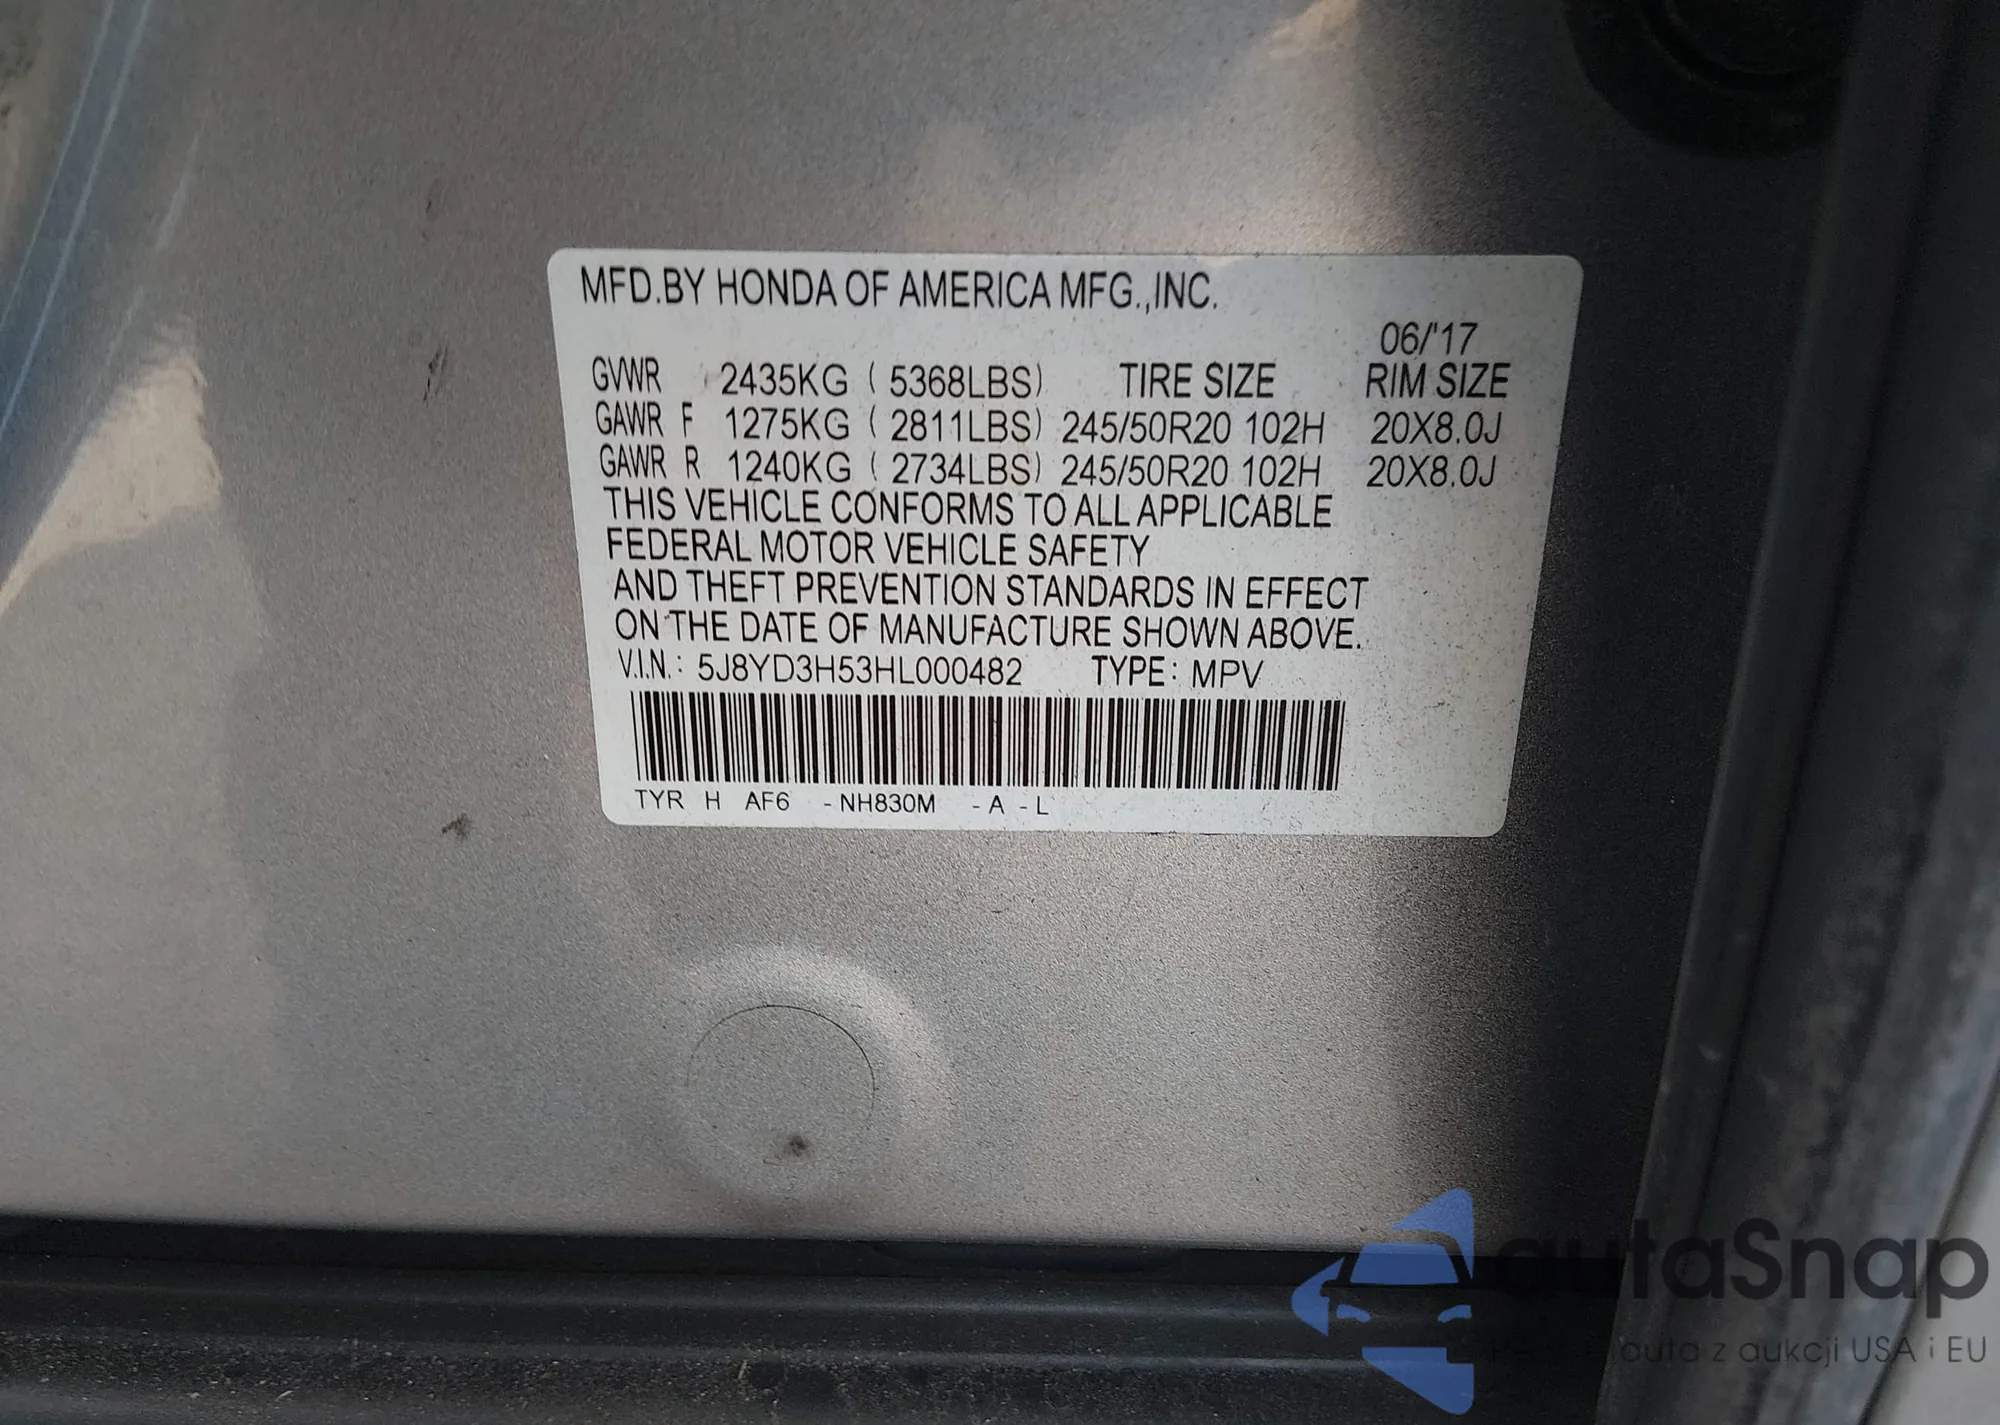 MFD.BY HONDA OF AMERICA MFG.,INC.
06/'17
GVWR 2435KG ( 5368LBS) TIRE SIZE RIM SIZE
GAWR F 1275KG ( 2811LBS) 245/50R20 102H 20X8.0J
GAWR R 1240KG ( 2734LBS) 245/50R20 102H 20X8.0J
THIS VEHICLE CONFORMS TO ALL APPLICABLE
FEDERAL MOTOR VEHICLE SAFETY
AND THEFT PREVENTION STANDARDS IN EFFECT
ON THE DATE OF MANUFACTURE SHOWN ABOVE.
V.I.N.: 5J8YD3H53HL000482 TYPE: MPV
TYR H AF6 -NH830M -A -L
autaSnap
auta z aukcji USA i EU